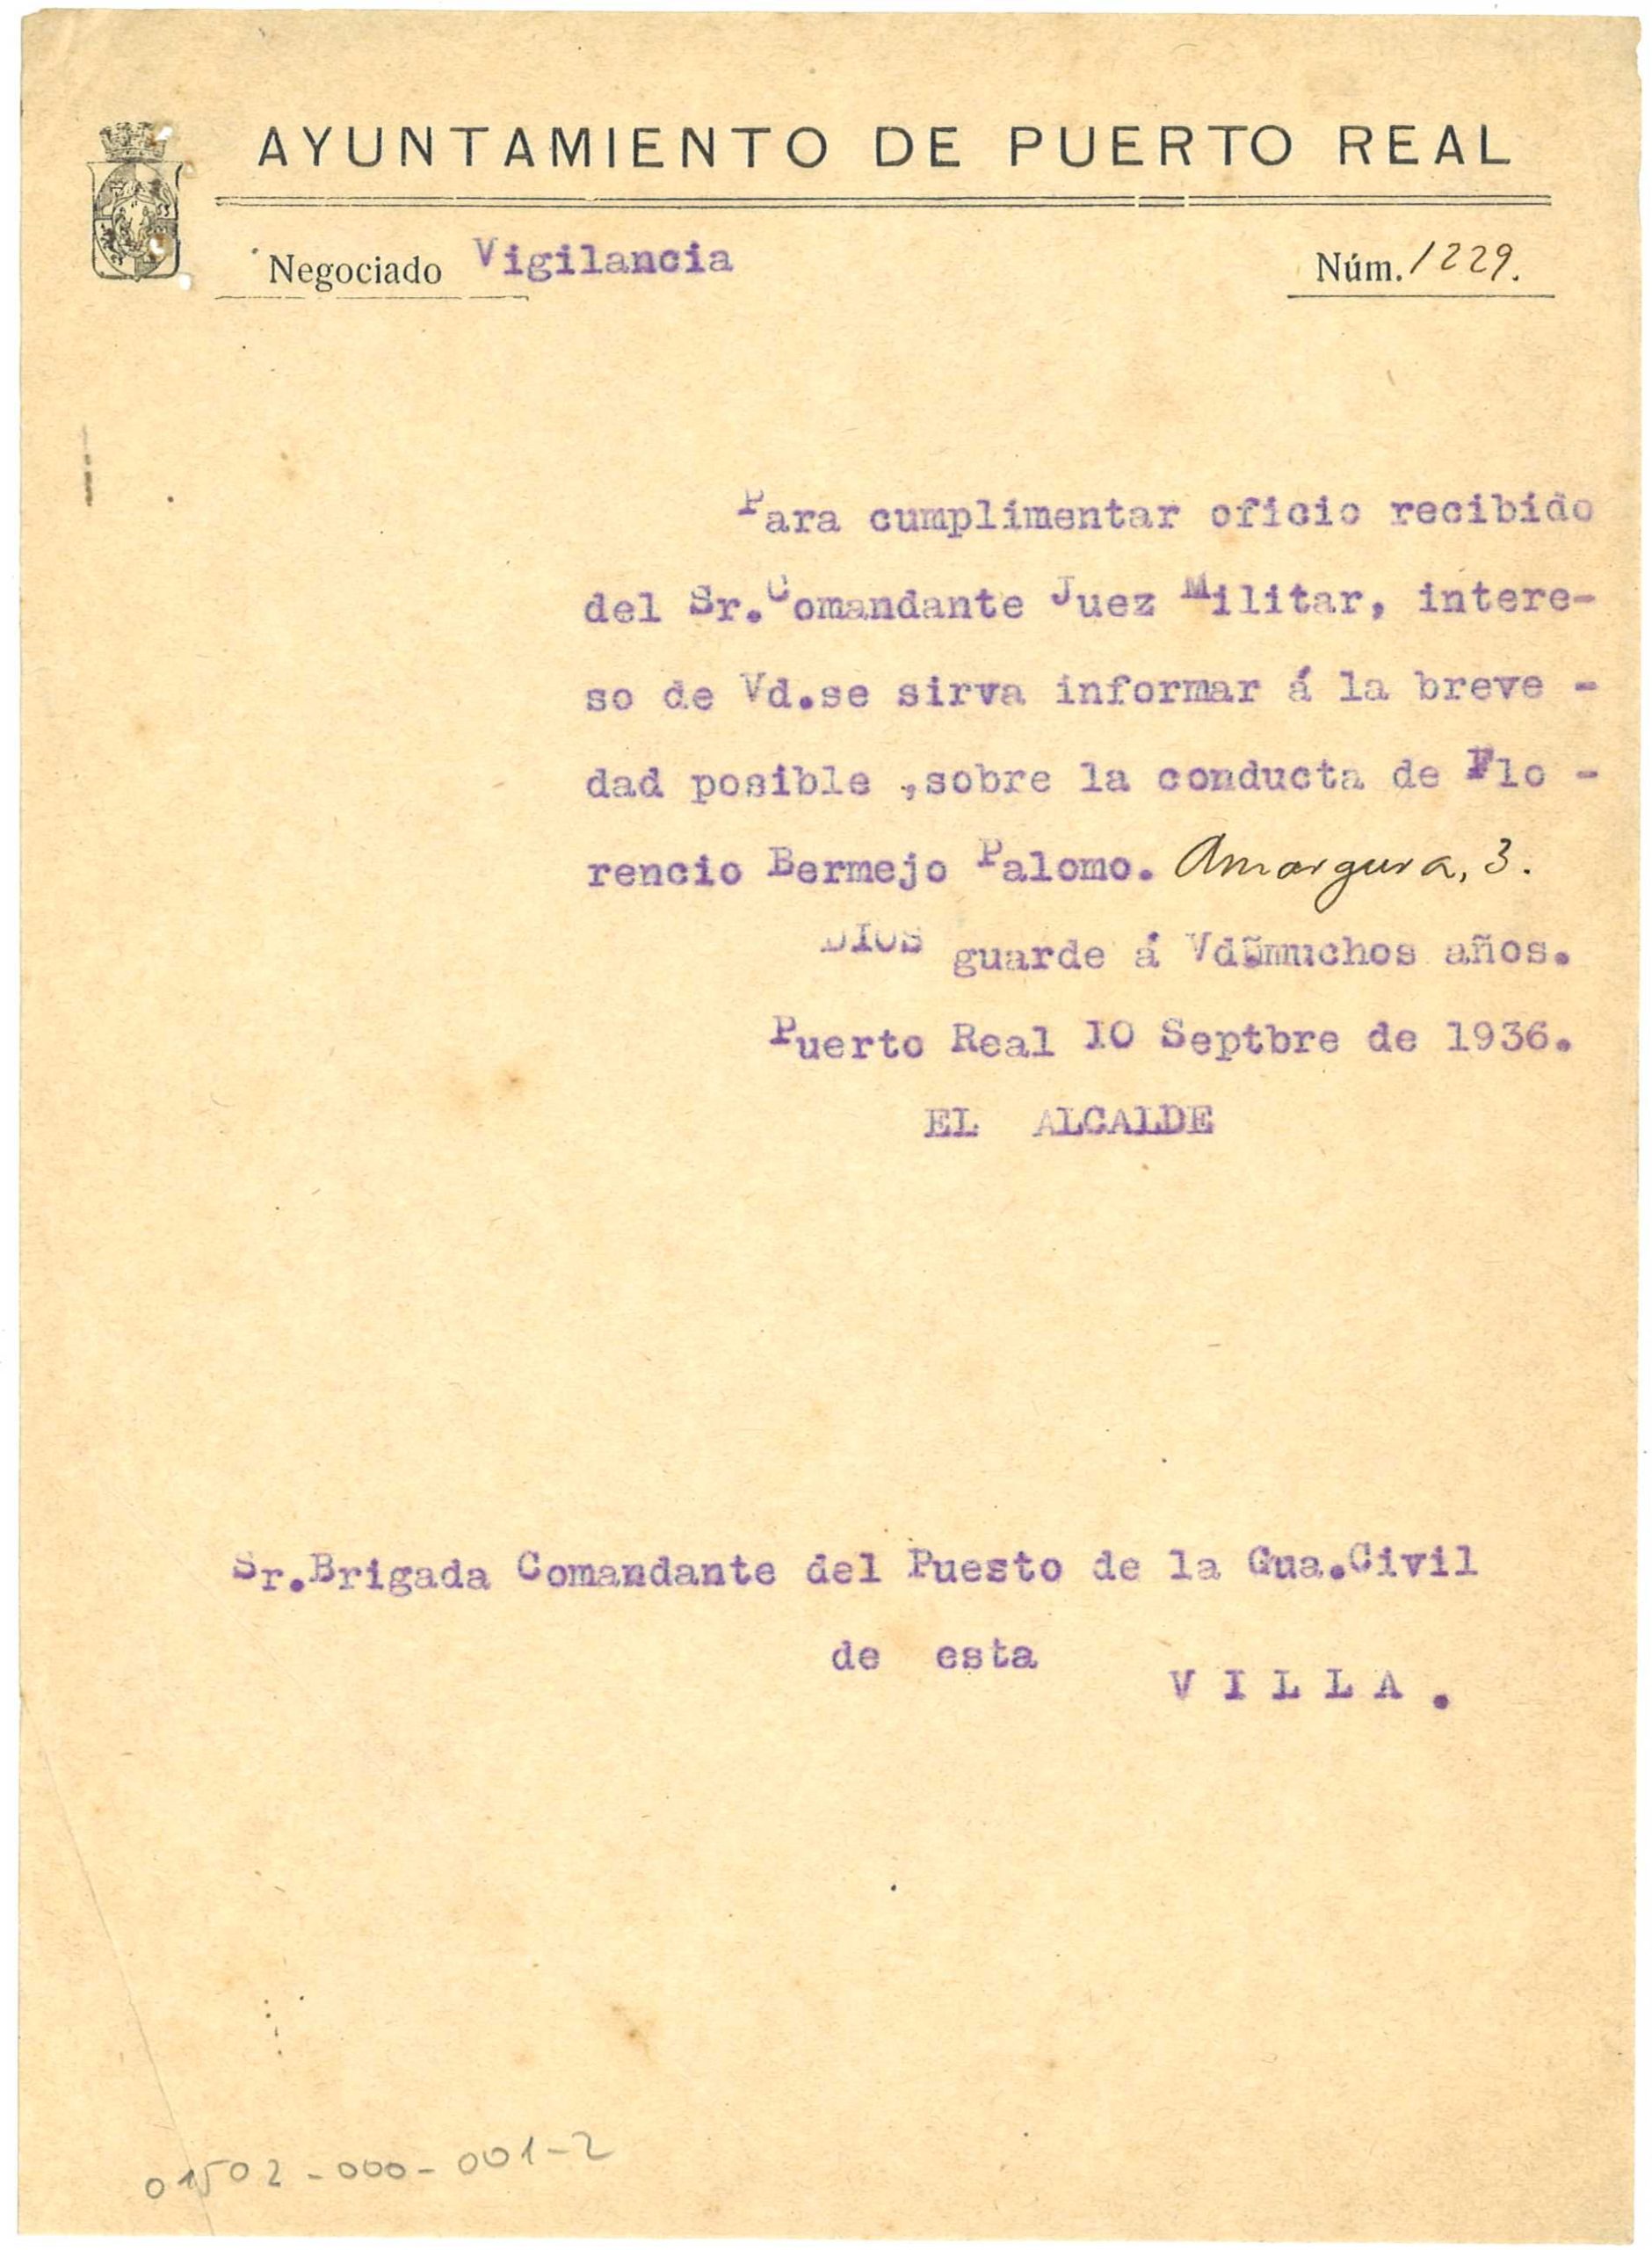 AYUNTAMIENTO DE PUERTO REAL
Negociado Vigilancia
Núm. 1229.
Para cumplimentar oficio recibido
del Sr.Comandante Juez Militar, intere-
so de Vd.se sirva informar á la breve -
dad posible ,sobre la conducta de Flo -
rencio Bermejo Palomo. Amargura, 3.
DIOS guarde á Vd muchos años.
Puerto Real 10 Septbre de 1936.
EL ALCALDE
Sr.Brigada Comandante del Puesto de la Gua.Civil
de esta
VILLA.
01502-000-001-2